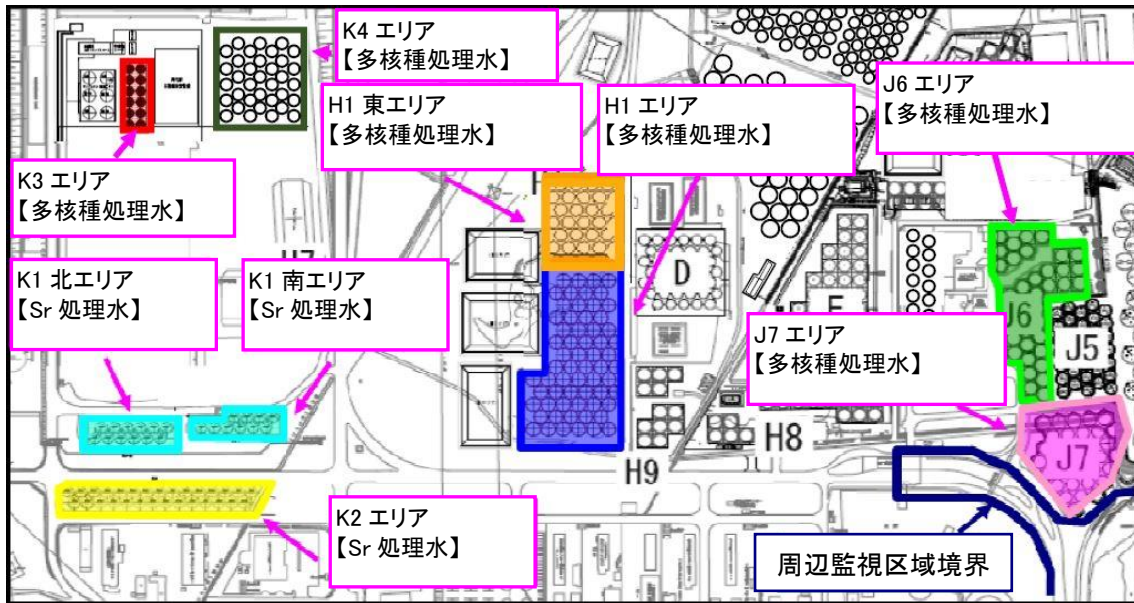 K4 エリア
【多核種処理水】
H1 東エリア
【多核種処理水】
H1 エリア
【多核種処理水】
J6 エリア
【多核種処理水】
K3 エリア
【多核種処理水】
K1 北エリア
【Sr 処理水】
K1 南エリア
【Sr 処理水】
D
J6
J5
J7 エリア
【多核種処理水】
H8
J7
H9
K2 エリア
【Sr 処理水】
周辺監視区域境界